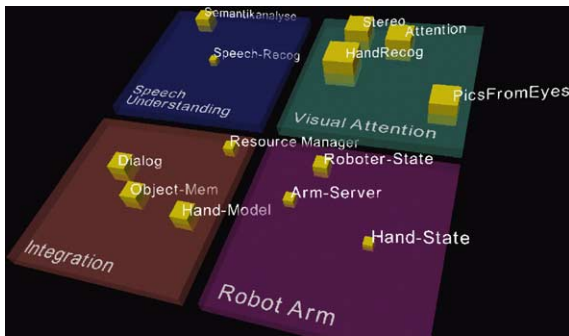 Semantikanalyse
Speech-Recog
Speech
Understanding
Stereo
Attention
HandRecog
PicsFromEyes
Visual Attention
Resource Manager
Dialog
Object-Mem
Hand-Model
Integration
Roboter-State
Arm-Server
Hand-State
Robot Arm